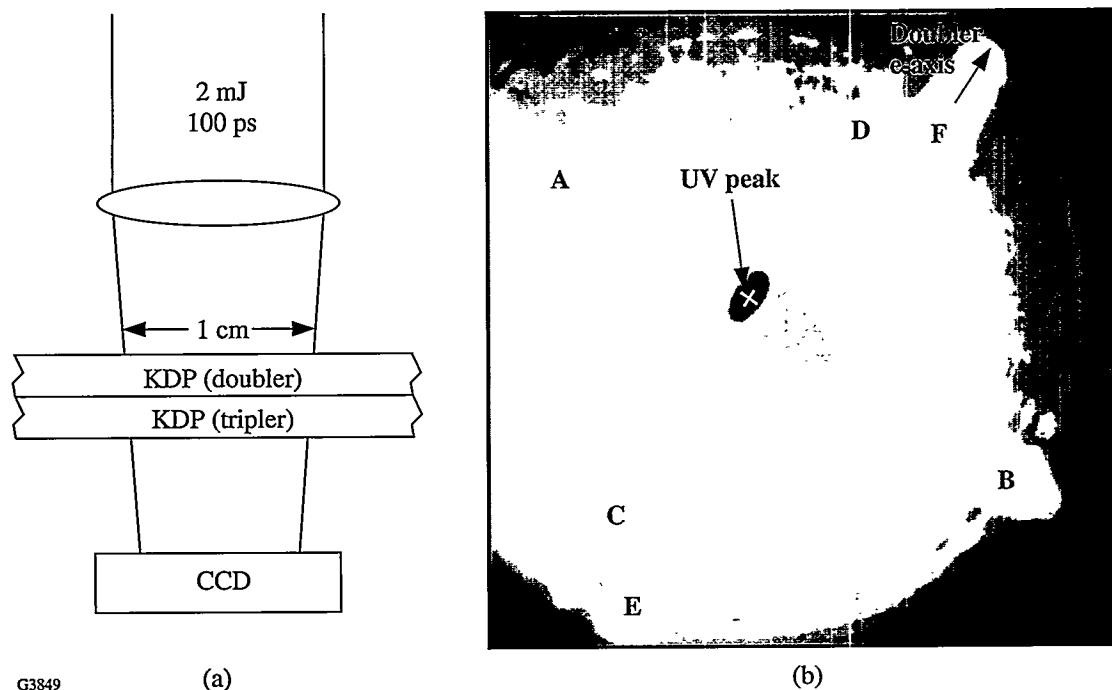 2 mJ
100 ps
1 cm
KDP (doubler)
KDP (tripler)
CCD
G3849
(a)
Doubler
c-axis
D
F
A
UV peak
B
C
E
(b)